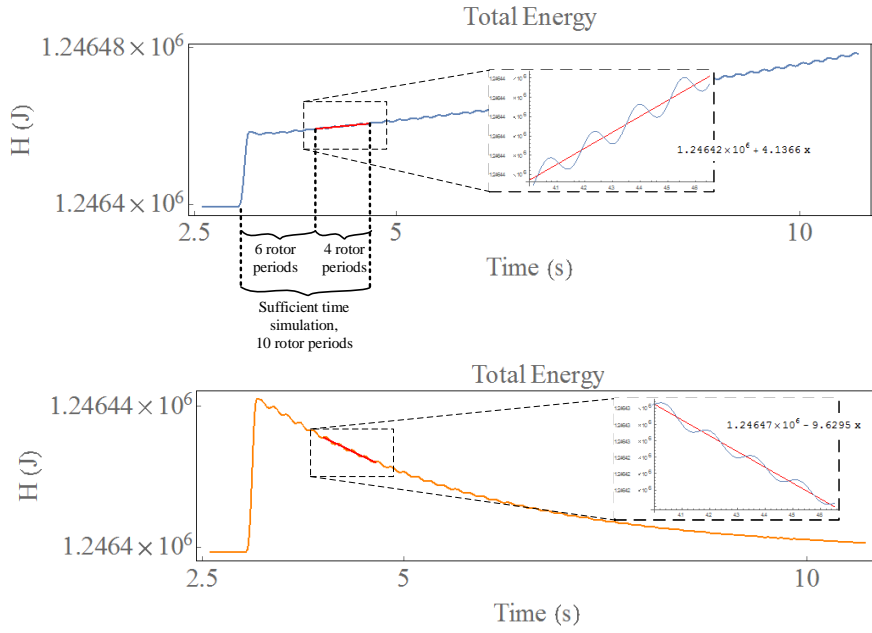 Total Energy
1.24648×10⁶
H (J)
1.2464×10⁶
1.24642×10⁶ + 4.1366 x
2.5
5
10
6 rotor
periods
4 rotor
periods
Time (s)
Sufficient time
simulation,
10 rotor periods
Total Energy
1.24644×10⁶
H (J)
1.2464×10⁶
1.24647×10⁶ − 9.6295 x
2.5
5
10
Time (s)